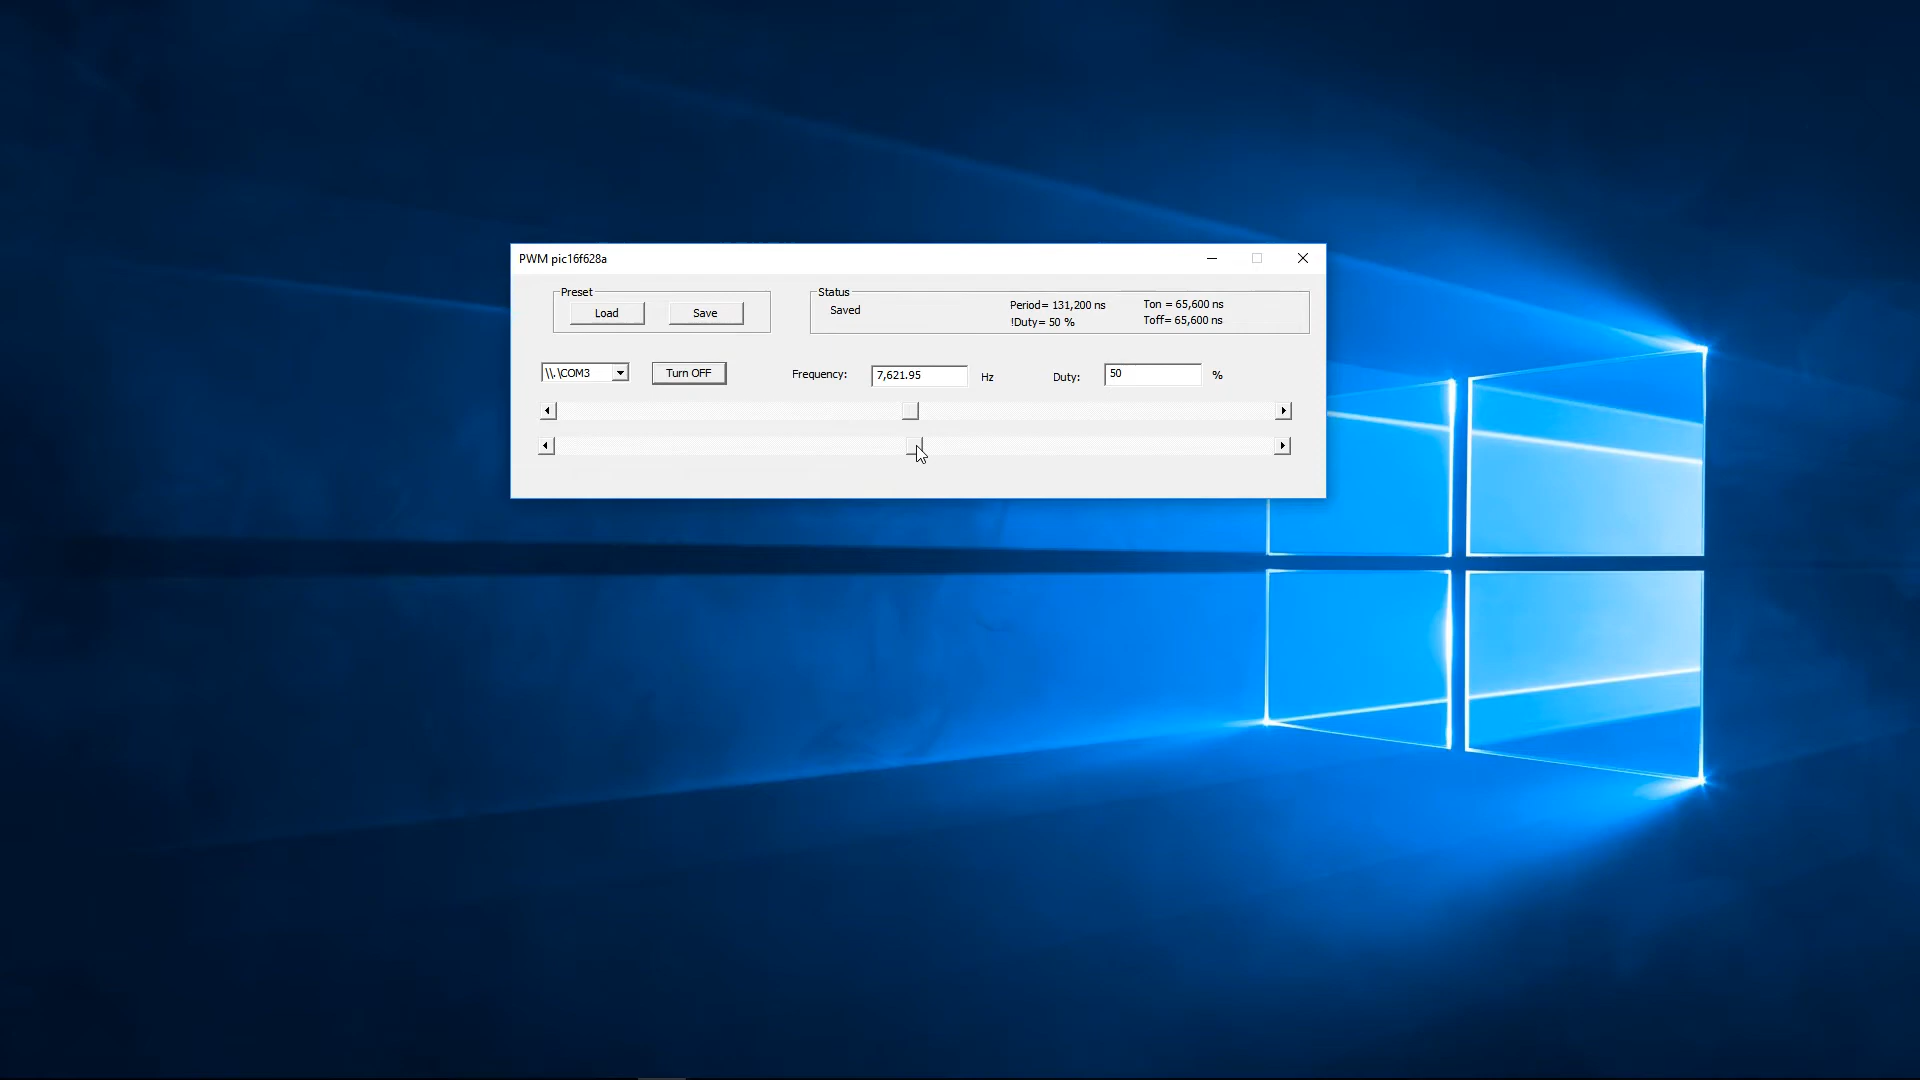 PWM pic16f628a
Preset
Load Save
Status
Saved
Period= 131,200 ns Ton = 65,600 ns
!Duty= 50 % Toff= 65,600 ns
\\.\COM3 Turn OFF Frequency: 7,621.95 Hz Duty: 50 %